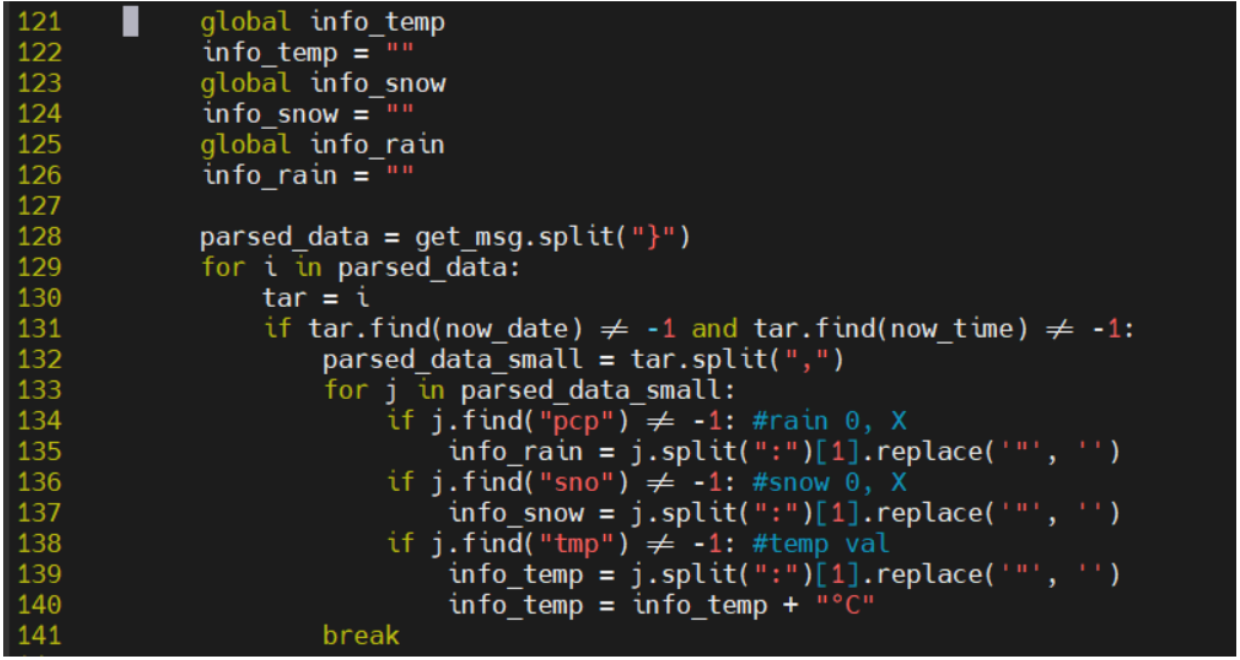 121         global info_temp
122         info_temp = ""
123         global info_snow
124         info_snow = ""
125         global info_rain
126         info_rain = ""
127
128         parsed_data = get_msg.split("}")
129         for i in parsed_data:
130             tar = i
131             if tar.find(now_date) ≠ -1 and tar.find(now_time) ≠ -1:
132                 parsed_data_small = tar.split(",")
133                 for j in parsed_data_small:
134                     if j.find("pcp") ≠ -1: #rain 0, X
135                         info_rain = j.split(":")[1].replace('"', '')
136                     if j.find("sno") ≠ -1: #snow 0, X
137                         info_snow = j.split(":")[1].replace('"', '')
138                     if j.find("tmp") ≠ -1: #temp val
139                         info_temp = j.split(":")[1].replace('"', '')
140                         info_temp = info_temp + "°C"
141                 break